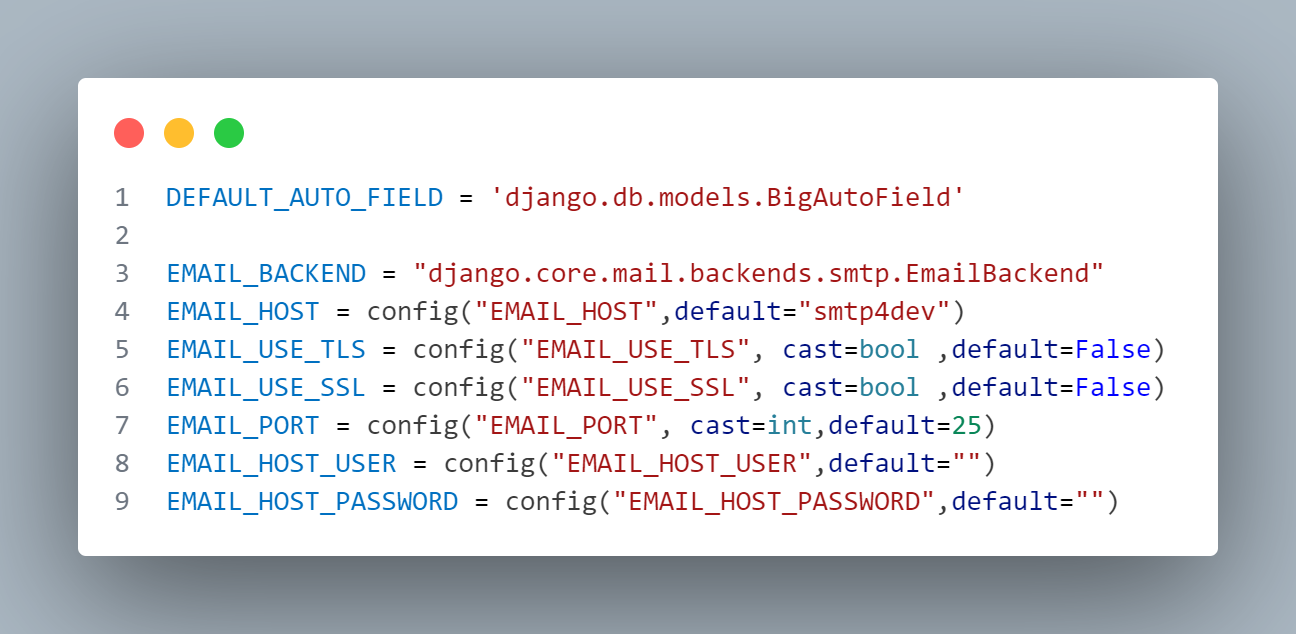 1 DEFAULT_AUTO_FIELD = 'django.db.models.BigAutoField'
2
3 EMAIL_BACKEND = "django.core.mail.backends.smtp.EmailBackend"
4 EMAIL_HOST = config("EMAIL_HOST",default="smtp4dev")
5 EMAIL_USE_TLS = config("EMAIL_USE_TLS", cast=bool ,default=False)
6 EMAIL_USE_SSL = config("EMAIL_USE_SSL", cast=bool ,default=False)
7 EMAIL_PORT = config("EMAIL_PORT", cast=int,default=25)
8 EMAIL_HOST_USER = config("EMAIL_HOST_USER",default="")
9 EMAIL_HOST_PASSWORD = config("EMAIL_HOST_PASSWORD",default="")